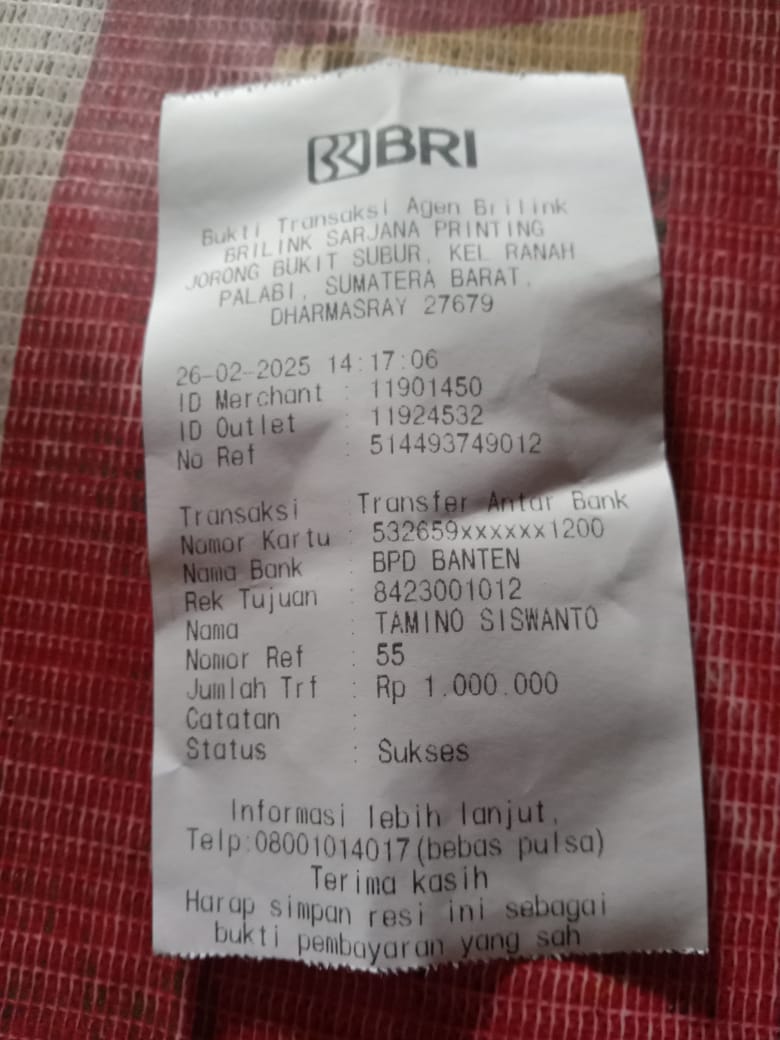 BRI
Bukti Transaksi Agen Brilink
BRILINK SARJANA PRINTING
JORONG BUKIT SUBUR, KEL RANAH
PALABI, SUMATERA BARAT,
DHARMASRAY 27679
26-02-2025 14:17:06
ID Merchant : 11901450
ID Outlet : 11924532
No Ref : 514493749012
Transaksi : Transfer Antar Bank
Nomor Kartu : 532659xxxxxx1200
Nama Bank : BPD BANTEN
Rek Tujuan : 8423001012
Nama : TAMINO SISWANTO
Nomor Ref : 55
Jumlah Trf : Rp 1.000.000
Catatan :
Status : Sukses
Informasi lebih lanjut,
Telp:08001014017(bebas pulsa)
Terima kasih
Harap simpan resi ini sebagai
bukti pembayaran yang sah